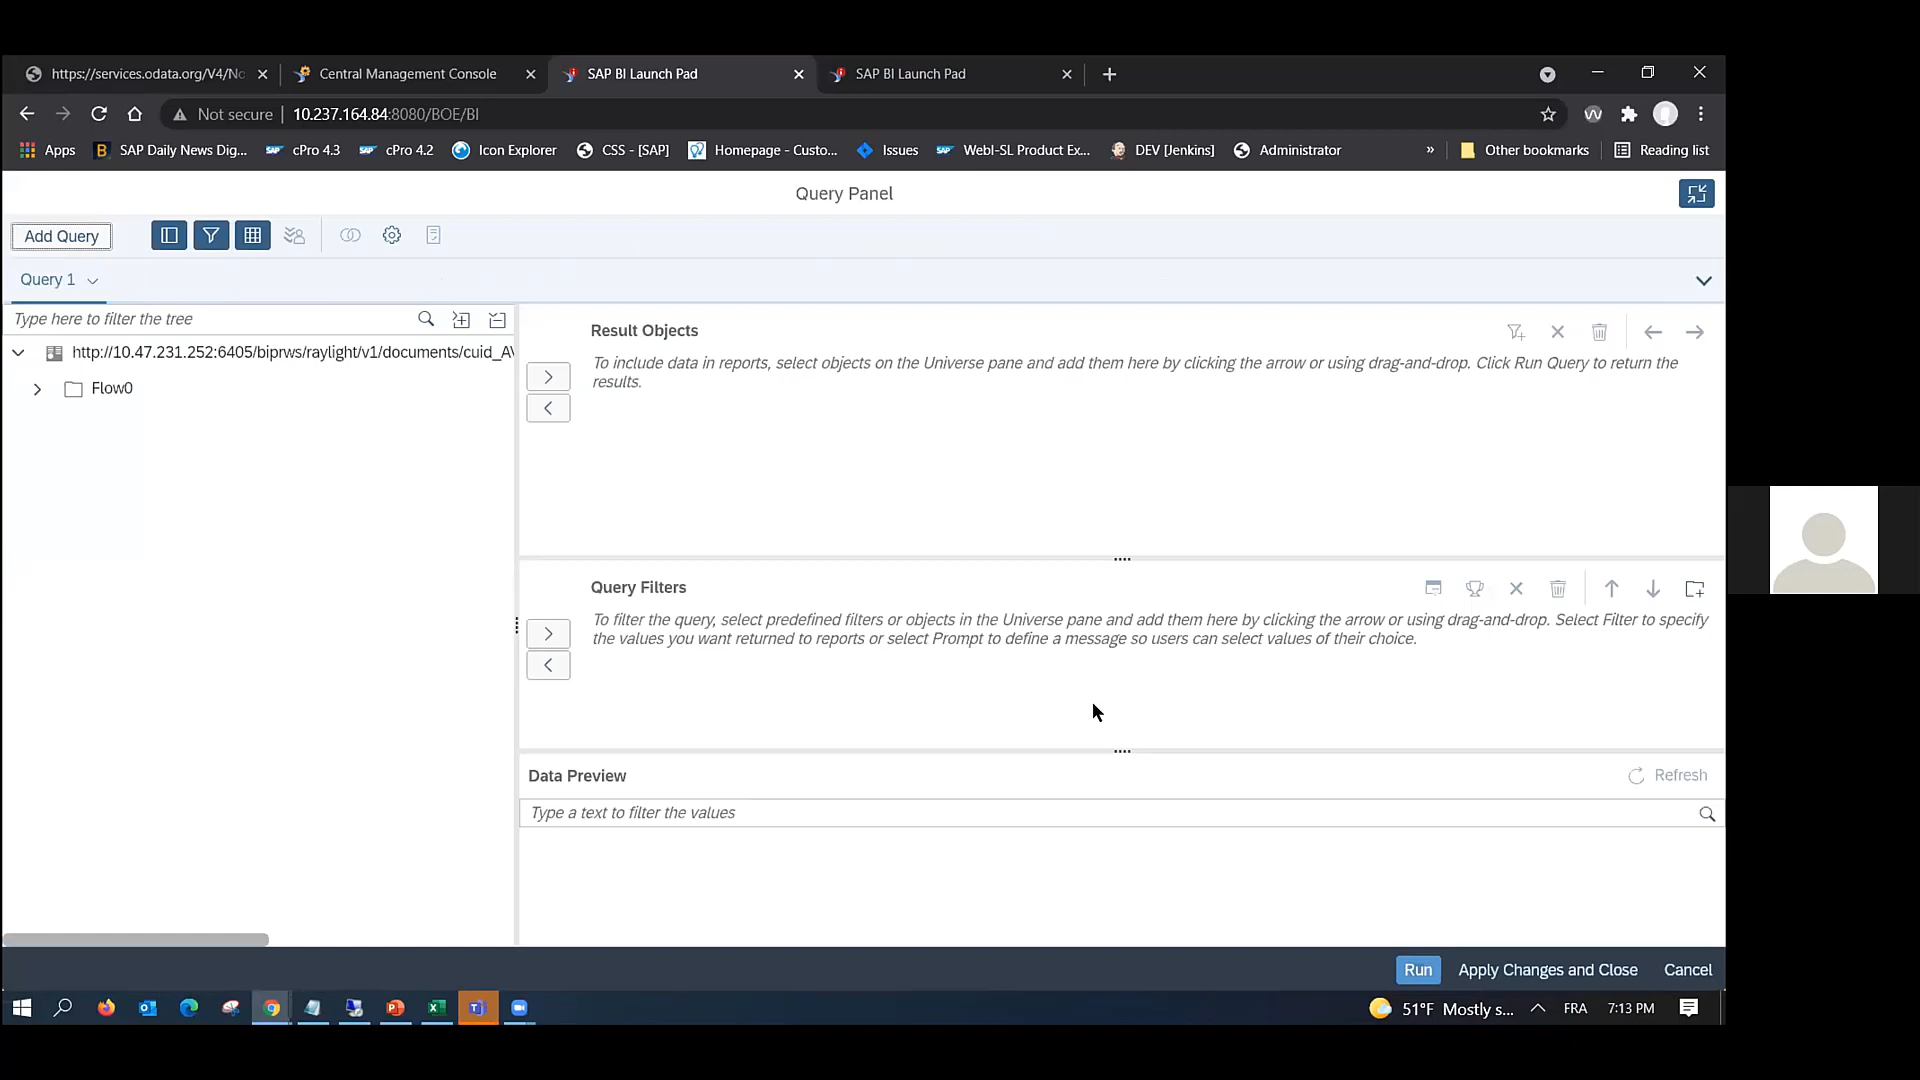 https://services.odata.org/V4/Nc
Central Management Console
SAP BI Launch Pad
SAP BI Launch Pad
Not secure
10.237.164.84:8080/BOE/BI
Apps
SAP Daily News Dig...
cPro 4.3
cPro 4.2
Icon Explorer
CSS - [SAP]
Homepage - Custo...
Issues
WebI-SL Product Ex...
DEV [Jenkins]
Administrator
»
Other bookmarks
Reading list
Query Panel
Add Query
Query 1
Type here to filter the tree
http://10.47.231.252:6405/biprws/raylight/v1/documents/cuid_AV
Flow0
Result Objects
To include data in reports, select objects on the Universe pane and add them here by clicking the arrow or using drag-and-drop. Click Run Query to return the
results.
Query Filters
To filter the query, select predefined filters or objects in the Universe pane and add them here by clicking the arrow or using drag-and-drop. Select Filter to specify
the values you want returned to reports or select Prompt to define a message so users can select values of their choice.
Data Preview
Refresh
Type a text to filter the values
Run
Apply Changes and Close
Cancel
51°F Mostly s...
FRA
7:13 PM